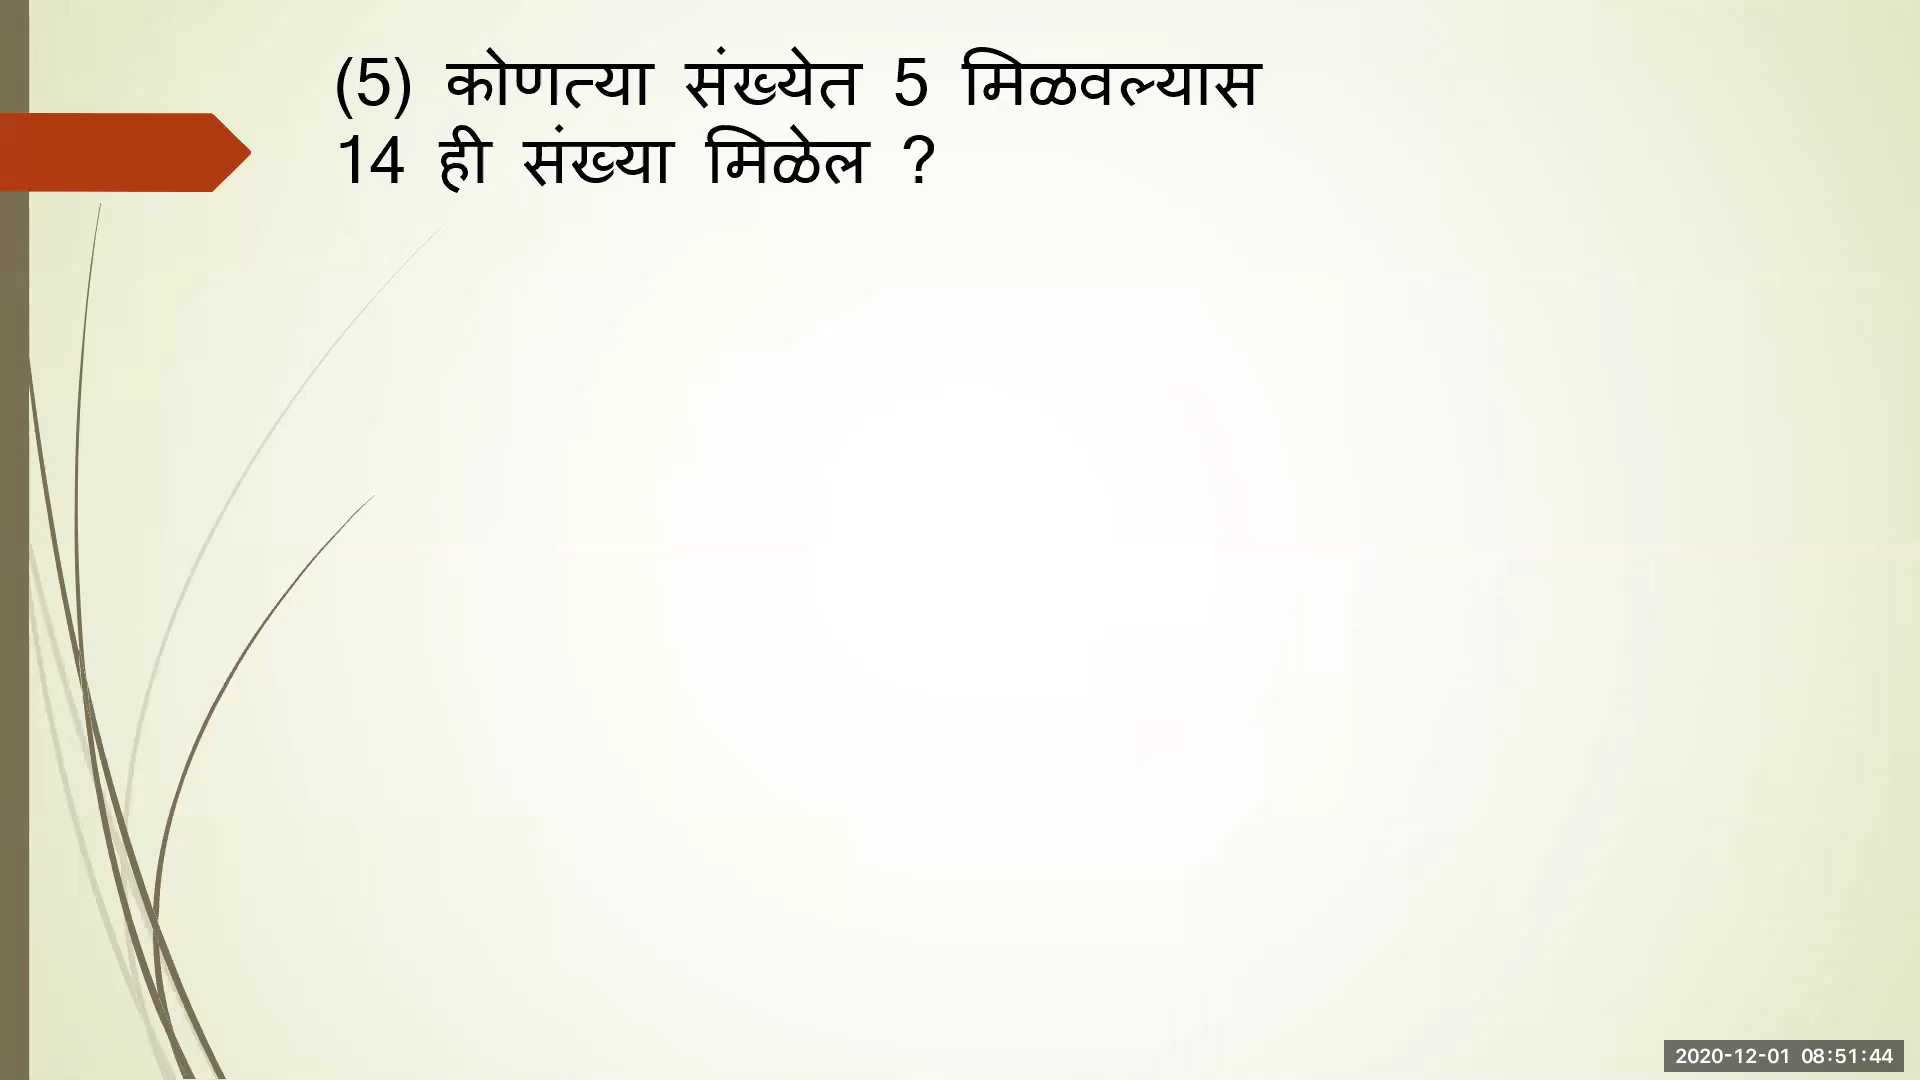 (5) कोणत्या संख्येत 5 मिळवल्यास
14 ही संख्या मिळेल ?
2020-12-01 08:51:44